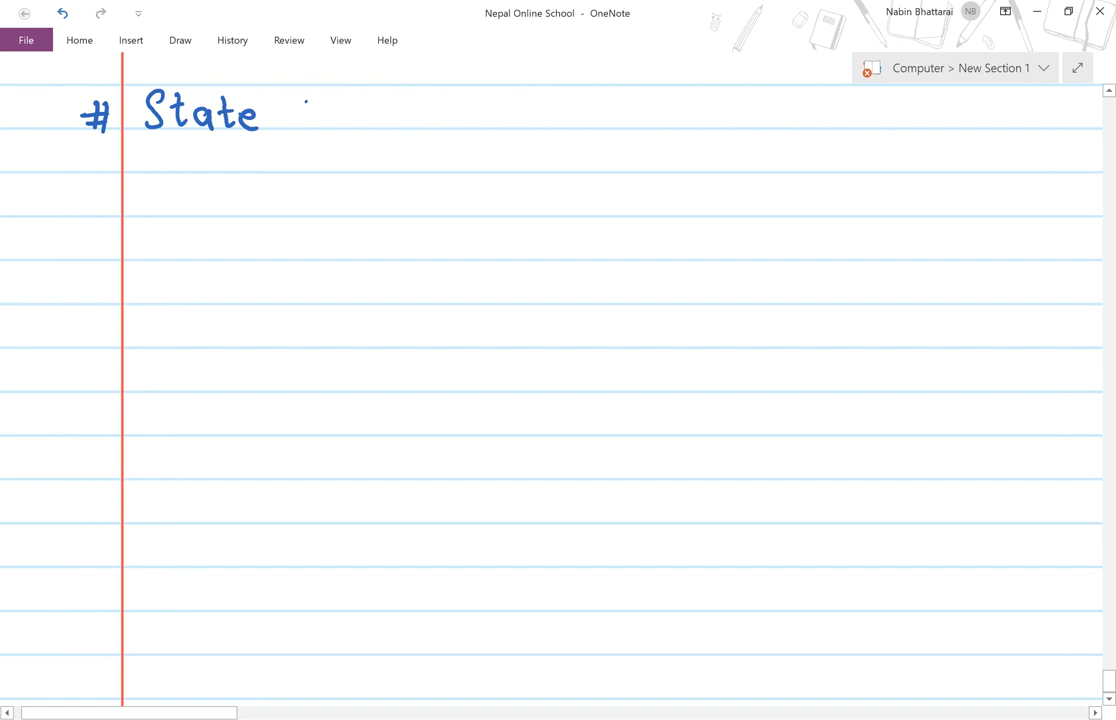 Nepal Online School - OneNote
Nabin Bhattarai NB
File Home Insert Draw History Review View Help
Computer > New Section 1
# State